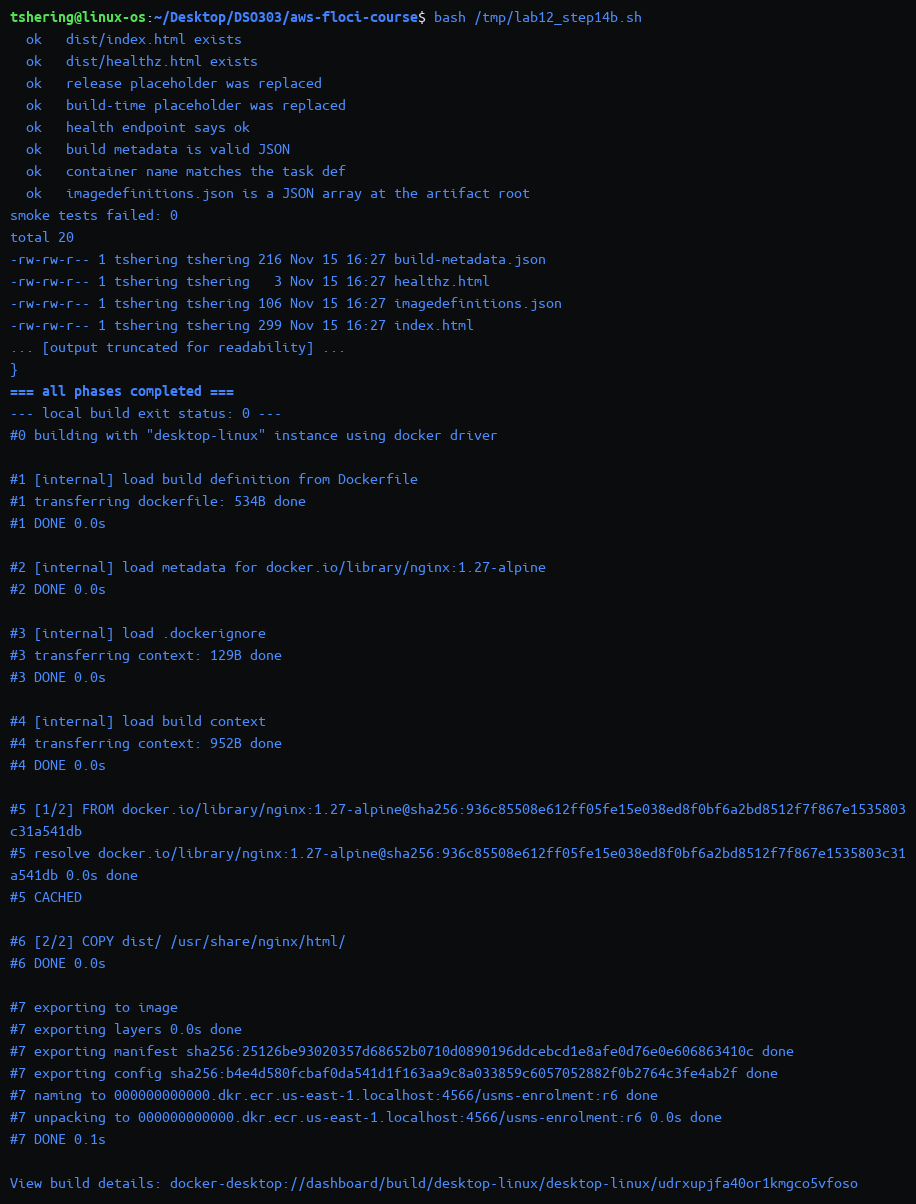 tshering@linux-os:~/Desktop/DSO303/aws-floci-course$ bash /tmp/lab12_step14b.sh
  ok   dist/index.html exists
  ok   dist/healthz.html exists
  ok   release placeholder was replaced
  ok   build-time placeholder was replaced
  ok   health endpoint says ok
  ok   build metadata is valid JSON
  ok   container name matches the task def
  ok   imagedefinitions.json is a JSON array at the artifact root
smoke tests failed: 0
total 20
-rw-rw-r-- 1 tshering tshering 216 Nov 15 16:27 build-metadata.json
-rw-rw-r-- 1 tshering tshering   3 Nov 15 16:27 healthz.html
-rw-rw-r-- 1 tshering tshering 106 Nov 15 16:27 imagedefinitions.json
-rw-rw-r-- 1 tshering tshering 299 Nov 15 16:27 index.html
... [output truncated for readability] ...
}
=== all phases completed ===
--- local build exit status: 0 ---
#0 building with "desktop-linux" instance using docker driver

#1 [internal] load build definition from Dockerfile
#1 transferring dockerfile: 534B done
#1 DONE 0.0s

#2 [internal] load metadata for docker.io/library/nginx:1.27-alpine
#2 DONE 0.0s

#3 [internal] load .dockerignore
#3 transferring context: 129B done
#3 DONE 0.0s

#4 [internal] load build context
#4 transferring context: 952B done
#4 DONE 0.0s

#5 [1/2] FROM docker.io/library/nginx:1.27-alpine@sha256:936c85508e612ff05fe15e038ed8f0bf6a2bd8512f7f867e1535803
c31a541db
#5 resolve docker.io/library/nginx:1.27-alpine@sha256:936c85508e612ff05fe15e038ed8f0bf6a2bd8512f7f867e1535803c31
a541db 0.0s done
#5 CACHED

#6 [2/2] COPY dist/ /usr/share/nginx/html/
#6 DONE 0.0s

#7 exporting to image
#7 exporting layers 0.0s done
#7 exporting manifest sha256:25126be93020357d68652b0710d0890196ddcebcd1e8afe0d76e0e606863410c done
#7 exporting config sha256:b4e4d580fcbaf0da541d1f163aa9c8a033859c6057052882f0b2764c3fe4ab2f done
#7 naming to 000000000000.dkr.ecr.us-east-1.localhost:4566/usms-enrolment:r6 done
#7 unpacking to 000000000000.dkr.ecr.us-east-1.localhost:4566/usms-enrolment:r6 0.0s done
#7 DONE 0.1s

View build details: docker-desktop://dashboard/build/desktop-linux/desktop-linux/udrxupjfa40or1kmgco5vfoso